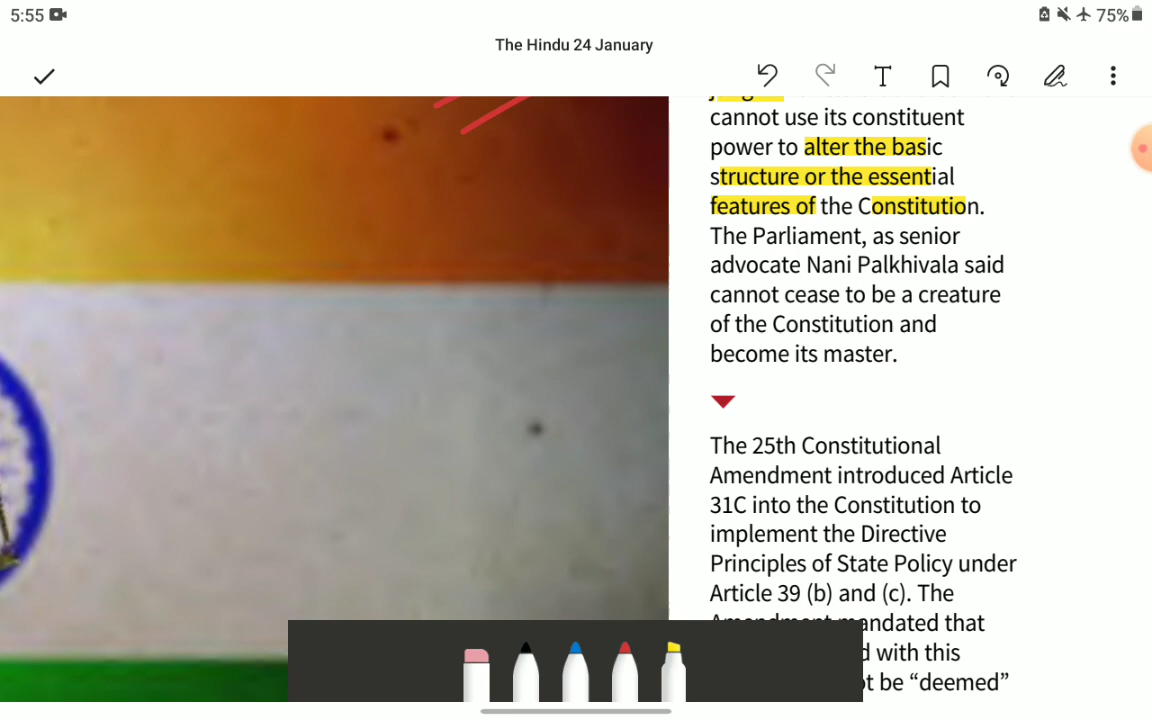 5:55
75%
The Hindu 24 January
cannot use its constituent
power to alter the basic
structure or the essential
features of the Constitution.
The Parliament, as senior
advocate Nani Palkhivala said
cannot cease to be a creature
of the Constitution and
become its master.
The 25th Constitutional
Amendment introduced Article
31C into the Constitution to
implement the Directive
Principles of State Policy under
Article 39 (b) and (c). The
Amendment mandated that
with this
be “deemed”